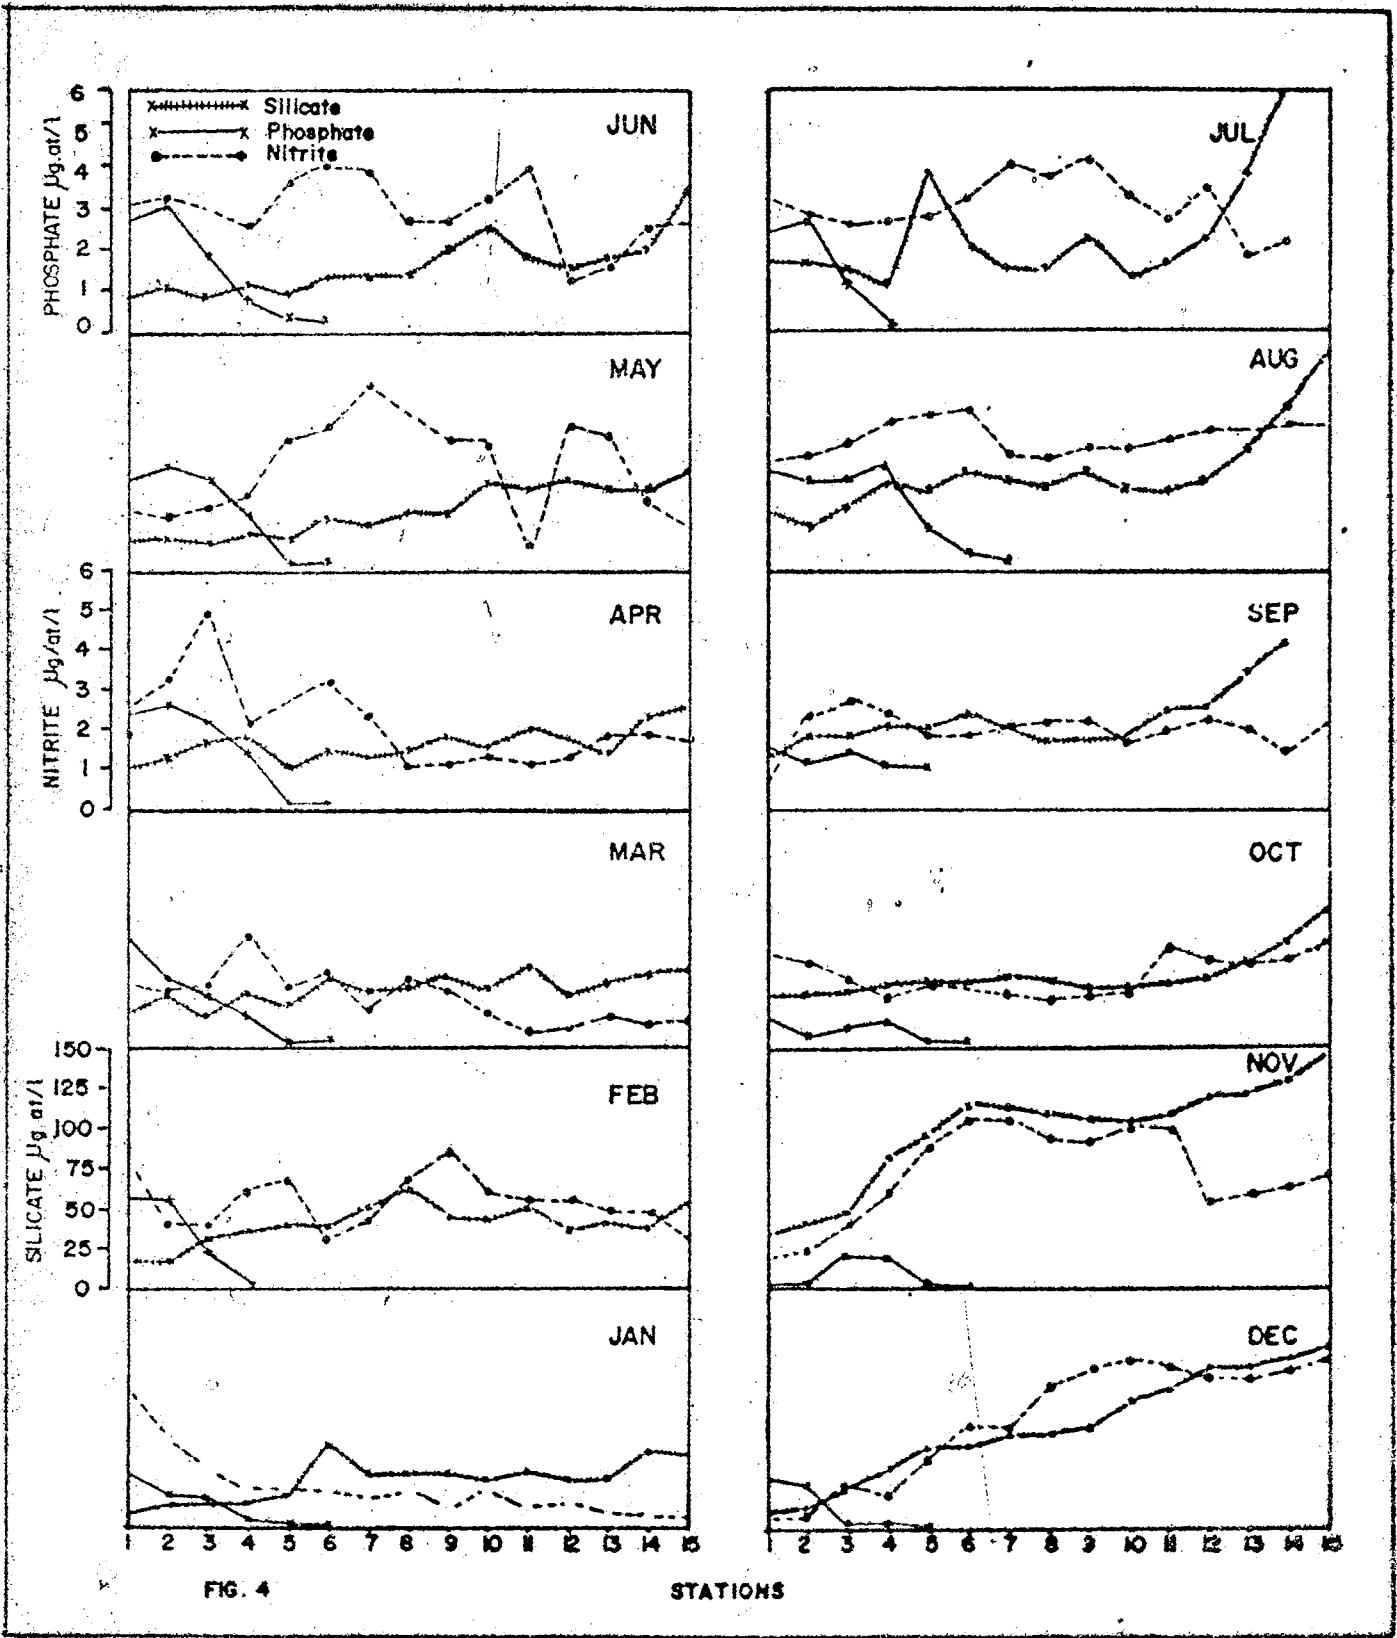 Silicate
Phosphate
Nitrite
PHOSPHATE µg.at/l
6
5
4
3
2
1
0
JUN
JUL
MAY
AUG
NITRITE µg/at/l
6
5
4
3
2
1
0
APR
SEP
MAR
OCT
SILICATE µg.at/l
150
125
100
75
50
25
0
FEB
NOV
JAN
DEC
1 2 3 4 5 6 7 8 9 10 11 12 13 14 15
1 2 3 4 5 6 7 8 9 10 11 12 13 14 15
FIG. 4
STATIONS